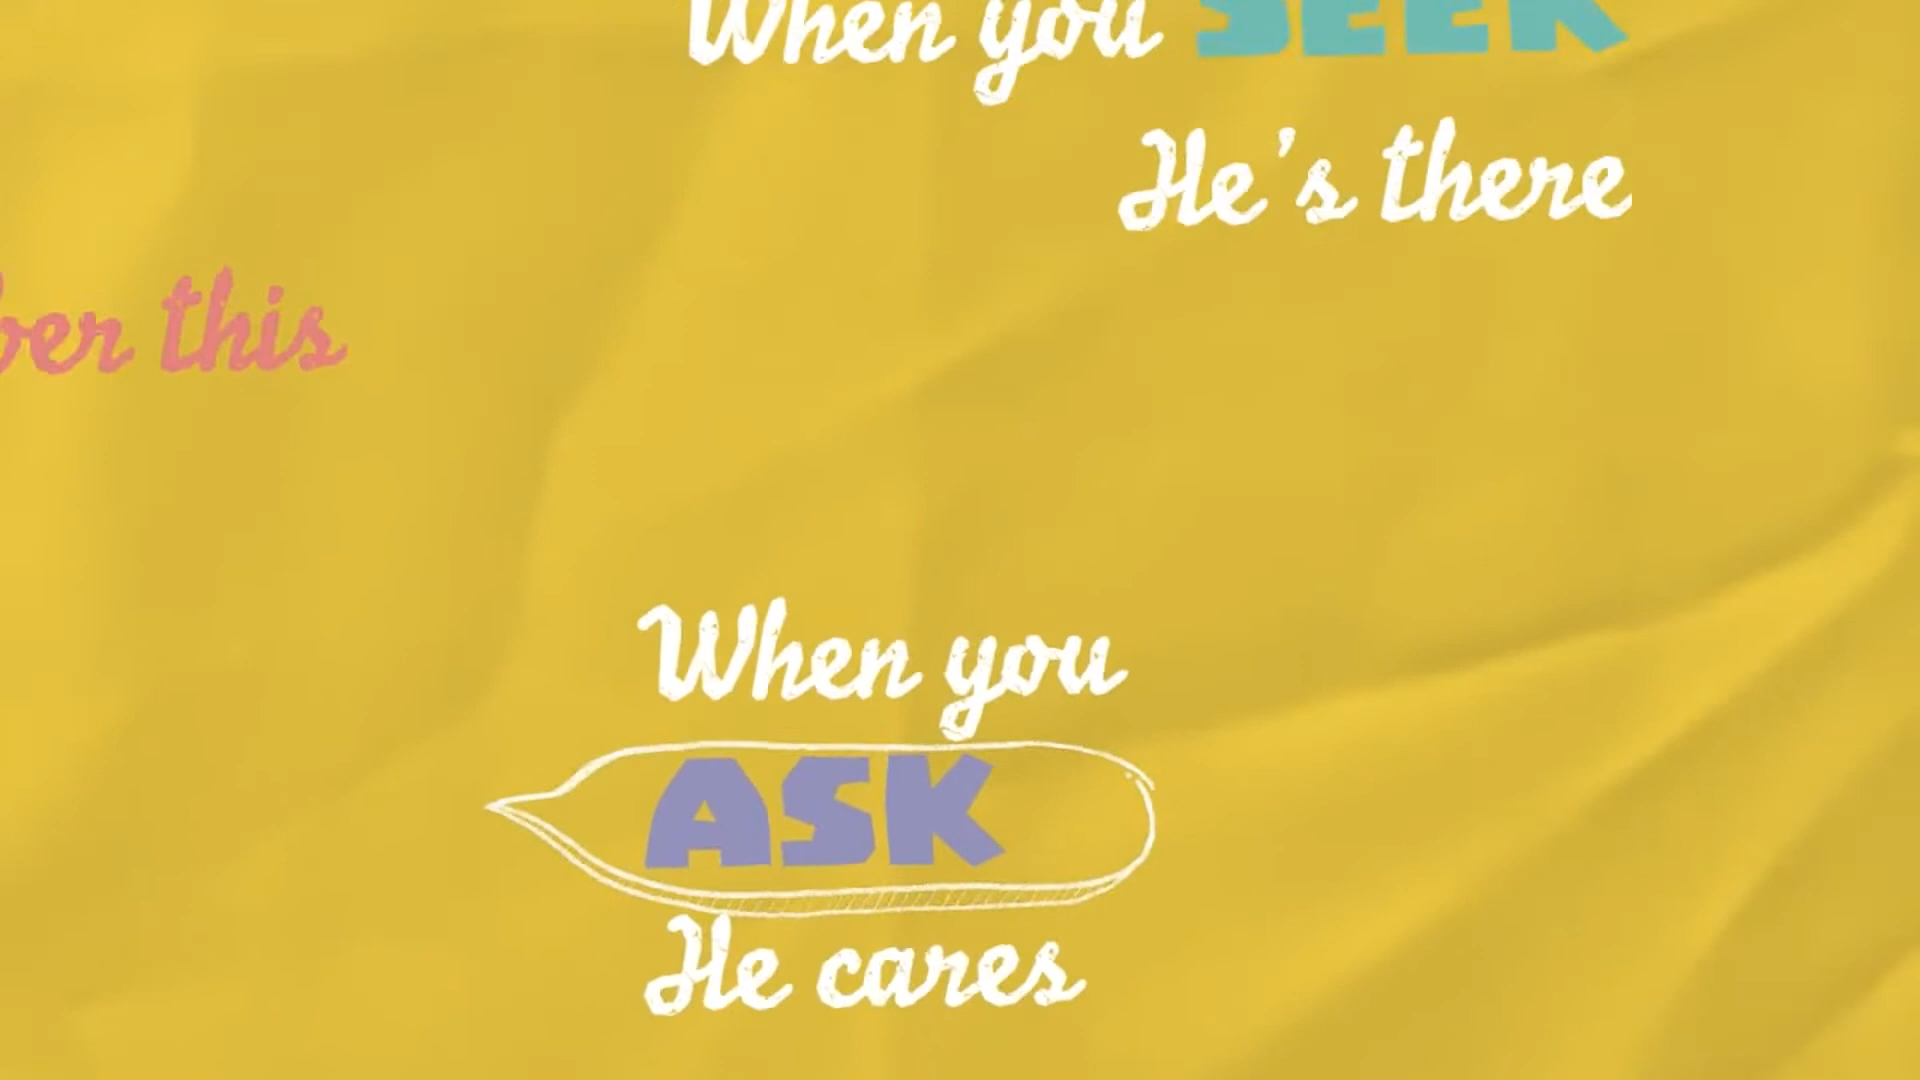 When you SEEK
He's there
ber this
When you
ASK
He cares